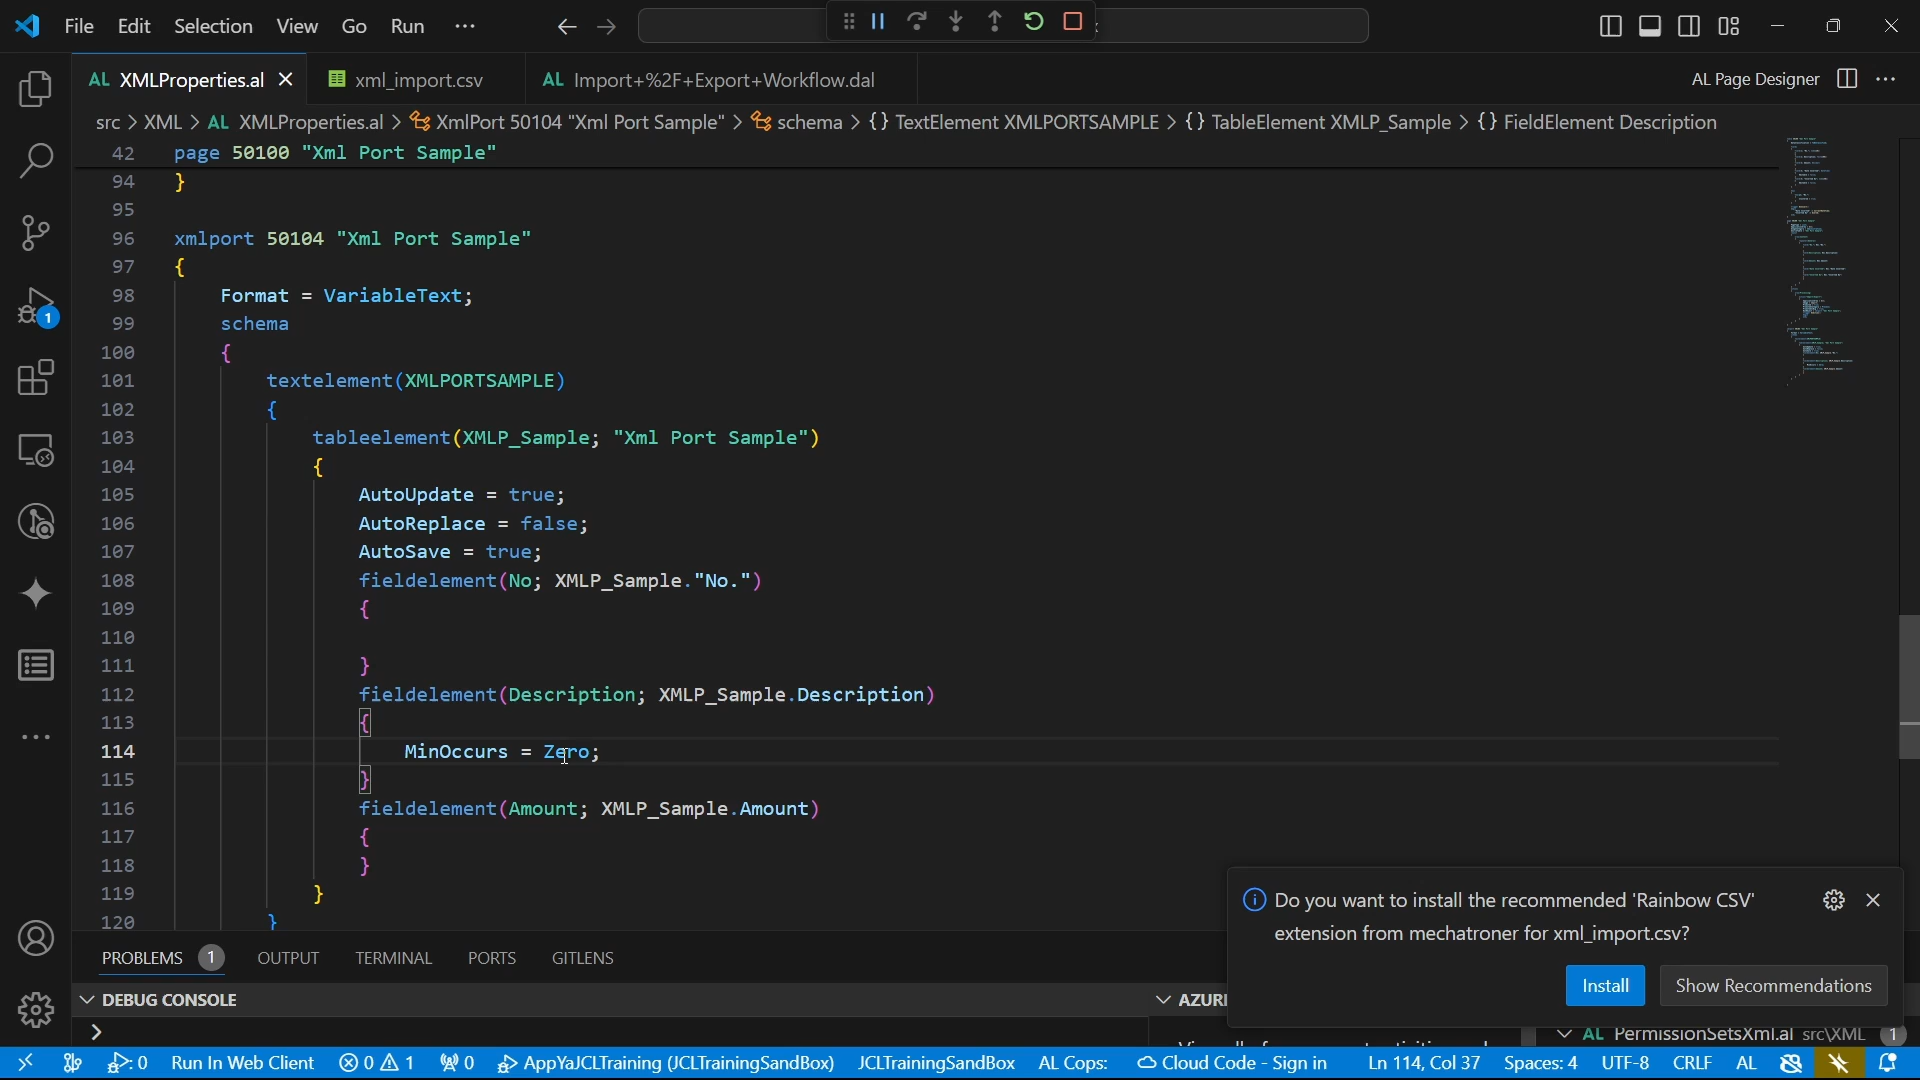 File Edit Selection View Go Run ···
AL XMLProperties.al
xml_import.csv
AL Import+%2F+Export+Workflow.dal
AL Page Designer
src > XML > AL XMLProperties.al > XmlPort 50104 "Xml Port Sample" > schema > {} TextElement XMLPORTSAMPLE > {} TableElement XMLP_Sample > {} FieldElement Description
42 page 50100 "Xml Port Sample"
94 }
95
96 xmlport 50104 "Xml Port Sample"
97 {
98 Format = VariableText;
99 schema
100 {
101 textelement(XMLPORTSAMPLE)
102 {
103 tableelement(XMLP_Sample; "Xml Port Sample")
104 {
105 AutoUpdate = true;
106 AutoReplace = false;
107 AutoSave = true;
108 fieldelement(No; XMLP_Sample."No.")
109 {
110
111 }
112 fieldelement(Description; XMLP_Sample.Description)
113 {
114 MinOccurs = Zero;
115 }
116 fieldelement(Amount; XMLP_Sample.Amount)
117 {
118 }
119 }
120 }
1
Do you want to install the recommended 'Rainbow CSV'
extension from mechatroner for xml_import.csv?
Install Show Recommendations
PROBLEMS 1 OUTPUT TERMINAL PORTS GITLENS
DEBUG CONSOLE
AZUR
AL PermissionSetsXml.al src\XML 1
>
0 Run In Web Client 0 1 0 AppYaJCLTraining (JCLTrainingSandBox) JCLTrainingSandBox AL Cops: Cloud Code - Sign in Ln 114, Col 37 Spaces: 4 UTF-8 CRLF AL